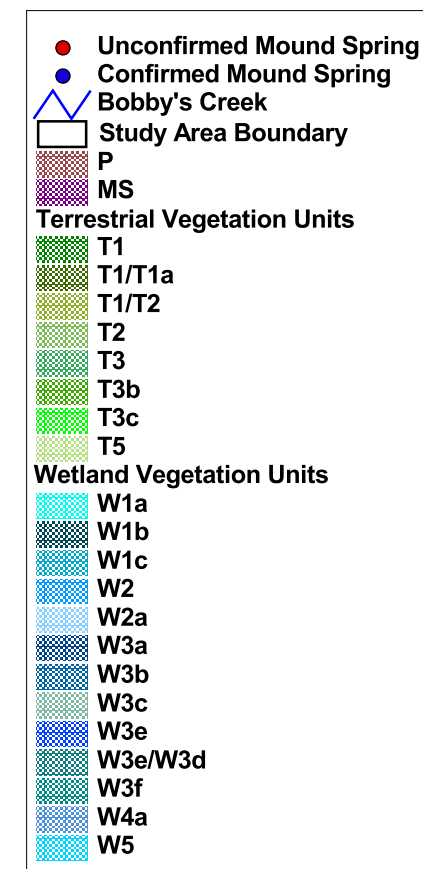 Unconfirmed Mound Spring
Confirmed Mound Spring
Bobby's Creek
Study Area Boundary
P
MS
Terrestrial Vegetation Units
T1
T1/T1a
T1/T2
T2
T3
T3b
T3c
T5
Wetland Vegetation Units
W1a
W1b
W1c
W2
W2a
W3a
W3b
W3c
W3e
W3e/W3d
W3f
W4a
W5